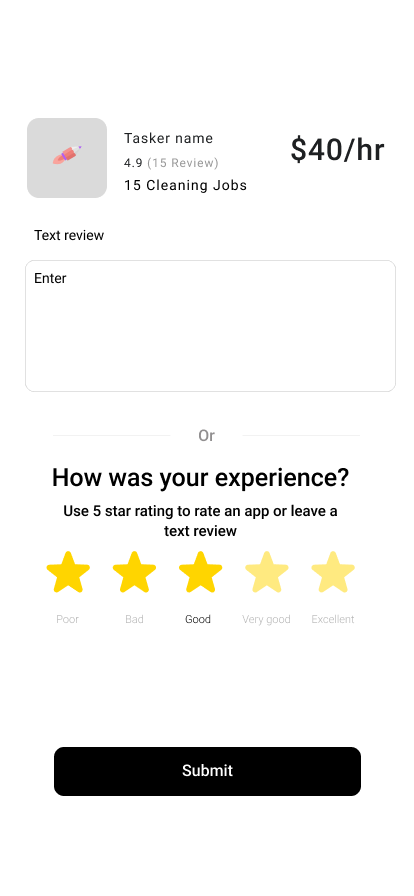 Tasker name
$40/hr
4.9 (15 Review)
15 Cleaning Jobs
Text review
Enter
Or
How was your experience?
Use 5 star rating to rate an app or leave a
text review
Poor Bad Good Very good Excellent
Submit